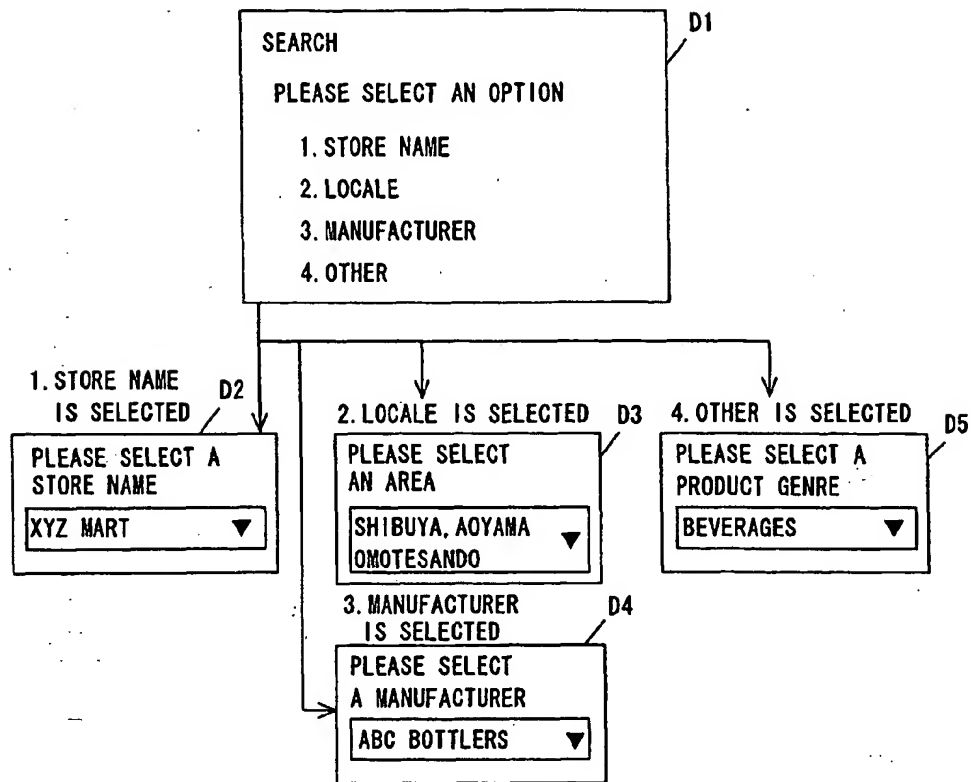 D1
SEARCH
PLEASE SELECT AN OPTION
1. STORE NAME
2. LOCALE
3. MANUFACTURER
4. OTHER
1. STORE NAME
IS SELECTED
D2
PLEASE SELECT A
STORE NAME
XYZ MART
2. LOCALE IS SELECTED
D3
PLEASE SELECT
AN AREA
SHIBUYA, AOYAMA
OMOTESANDO
4. OTHER IS SELECTED
D5
PLEASE SELECT A
PRODUCT GENRE
BEVERAGES
3. MANUFACTURER
IS SELECTED
D4
PLEASE SELECT
A MANUFACTURER
ABC BOTTLERS